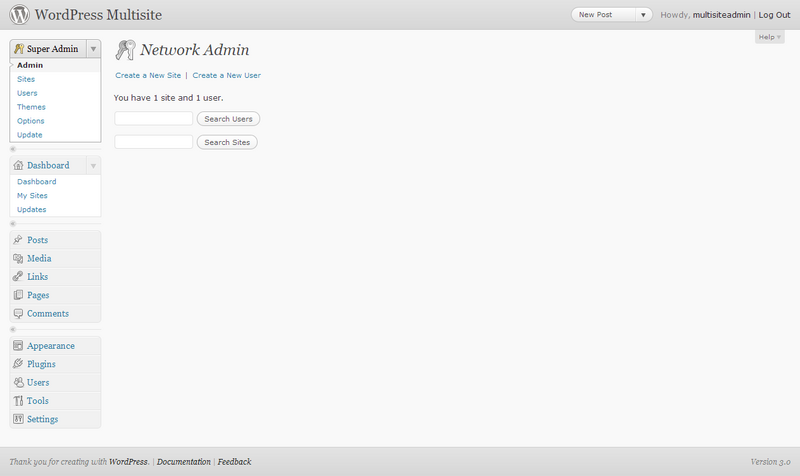 WordPress Multisite
New Post
Howdy, multisiteadmin | Log Out
Help
Super Admin
Admin
Sites
Users
Themes
Options
Update
Dashboard
Dashboard
My Sites
Updates
Posts
Media
Links
Pages
Comments
Appearance
Plugins
Users
Tools
Settings
Network Admin
Create a New Site | Create a New User
You have 1 site and 1 user.
Search Users
Search Sites
Thank you for creating with WordPress. | Documentation | Feedback
Version 3.0